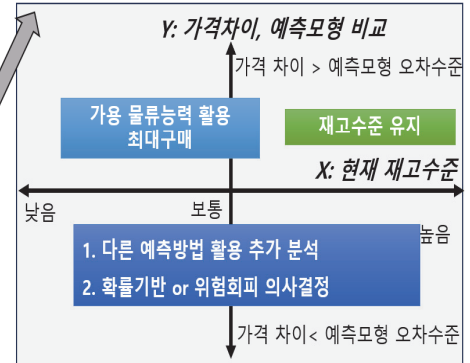 Y: 가격차이, 예측모형 비교
가격 차이 > 예측모형 오차수준
가용 물류능력 활용
최대구매
재고수준 유지
X: 현재 재고수준
낮음
보통
높음
1. 다른 예측방법 활용 추가 분석
2. 확률기반 or 위험회피 의사결정
가격 차이< 예측모형 오차수준